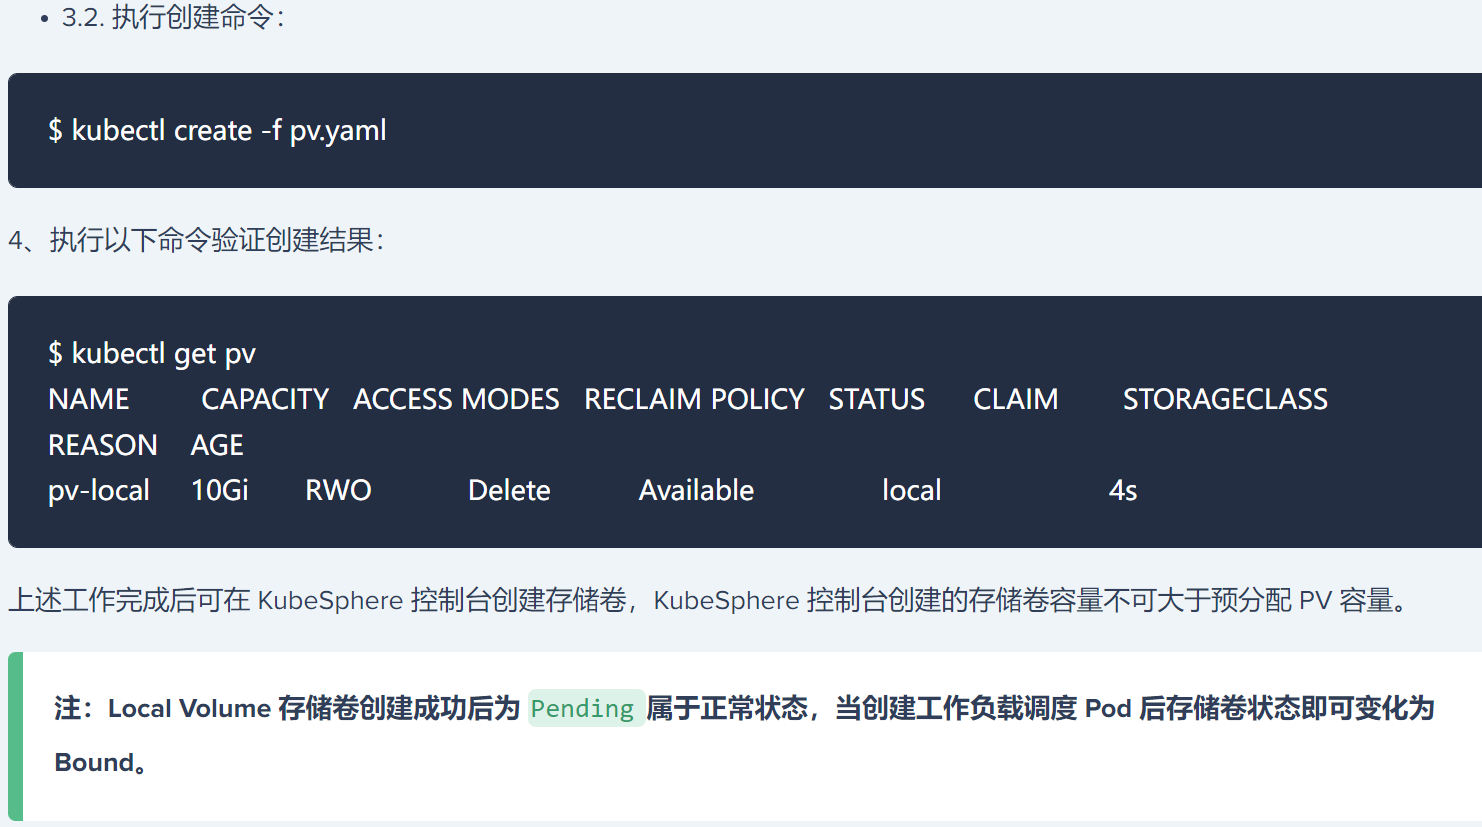 • 3.2. 执行创建命令：
$ kubectl create -f pv.yaml
4、执行以下命令验证创建结果：
$ kubectl get pv
NAME CAPACITY ACCESS MODES RECLAIM POLICY STATUS CLAIM STORAGECLASS
REASON AGE
pv-local 10Gi RWO Delete Available local 4s
上述工作完成后可在 KubeSphere 控制台创建存储卷，KubeSphere 控制台创建的存储卷容量不可大于预分配 PV 容量。
注：Local Volume 存储卷创建成功后为 Pending 属于正常状态，当创建工作负载调度 Pod 后存储卷状态即可变化为
Bound。